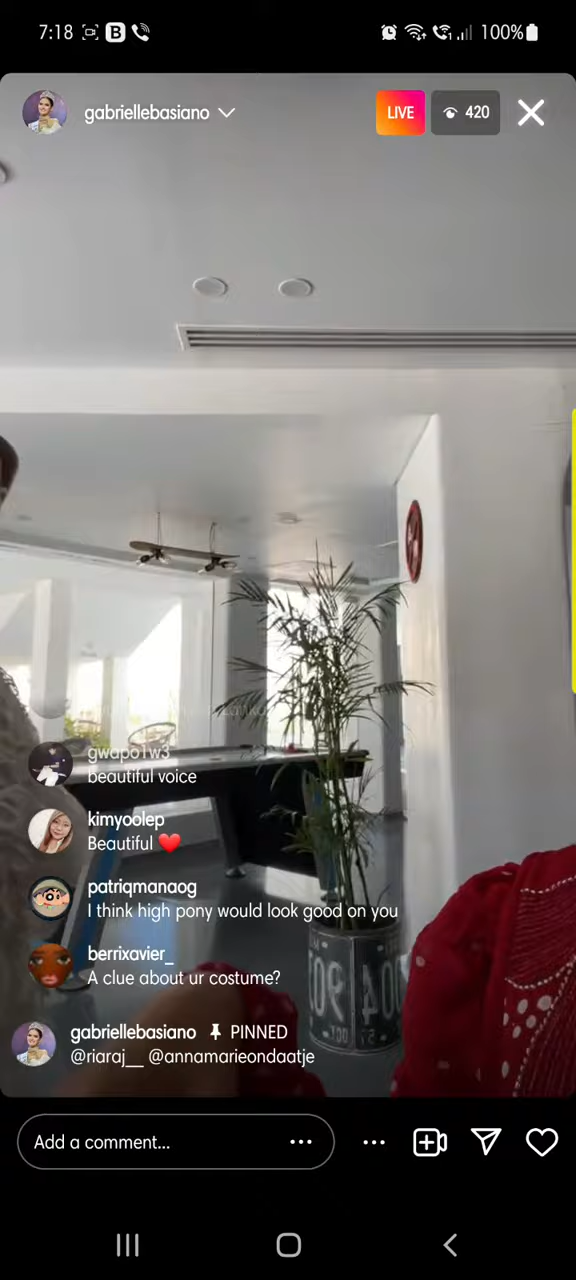 7:18
B
100%
gabriellebasiano
LIVE
420
gwapo1w3
beautiful voice
kimyoolep
Beautiful ❤️
patriqmanaog
I think high pony would look good on you
berrixavier_
A clue about ur costume?
gabriellebasiano PINNED
@riaraj__ @annamarieondaatje
Add a comment...